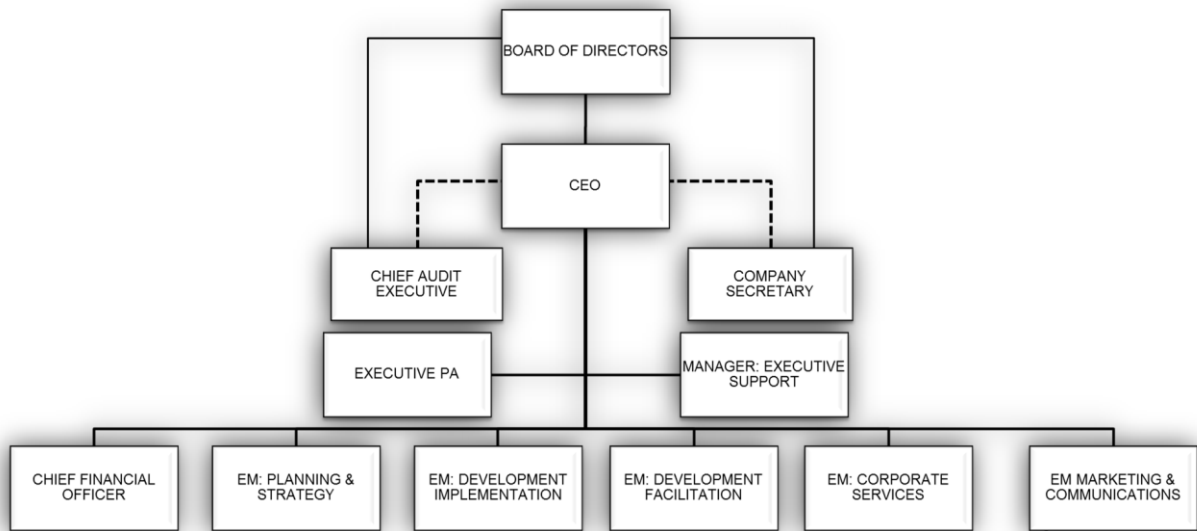 BOARD OF DIRECTORS
CEO
CHIEF AUDIT
EXECUTIVE
COMPANY
SECRETARY
EXECUTIVE PA
MANAGER: EXECUTIVE
SUPPORT
CHIEF FINANCIAL
OFFICER
EM: PLANNING &
STRATEGY
EM: DEVELOPMENT
IMPLEMENTATION
EM: DEVELOPMENT
FACILITATION
EM: CORPORATE
SERVICES
EM MARKETING &
COMMUNICATIONS